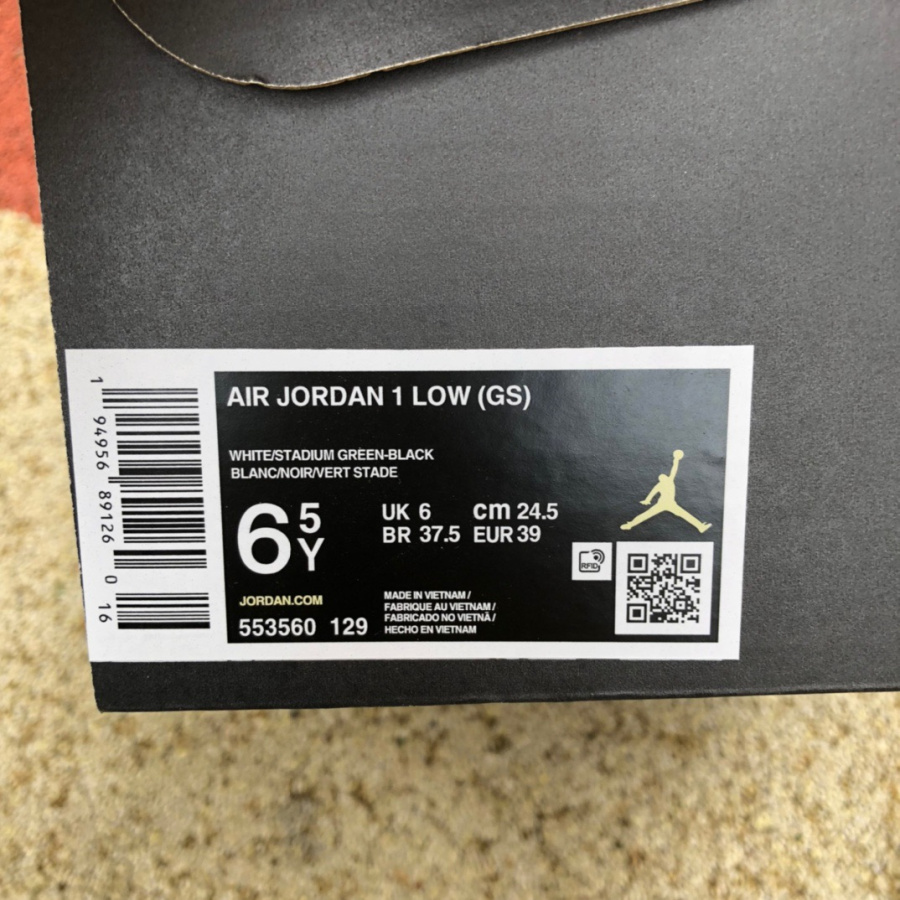 AIR JORDAN 1 LOW (GS)
WHITE/STADIUM GREEN-BLACK
BLANC/NOIR/VERT STADE
6 5 Y
UK 6 cm 24.5
BR 37.5 EUR 39
RFID
JORDAN.COM
553560 129
MADE IN VIETNAM /
FABRIQUE AU VIETNAM /
FABRICADO NO VIETNÃ /
HECHO EN VIETNAM
1 94956 89126 0 16